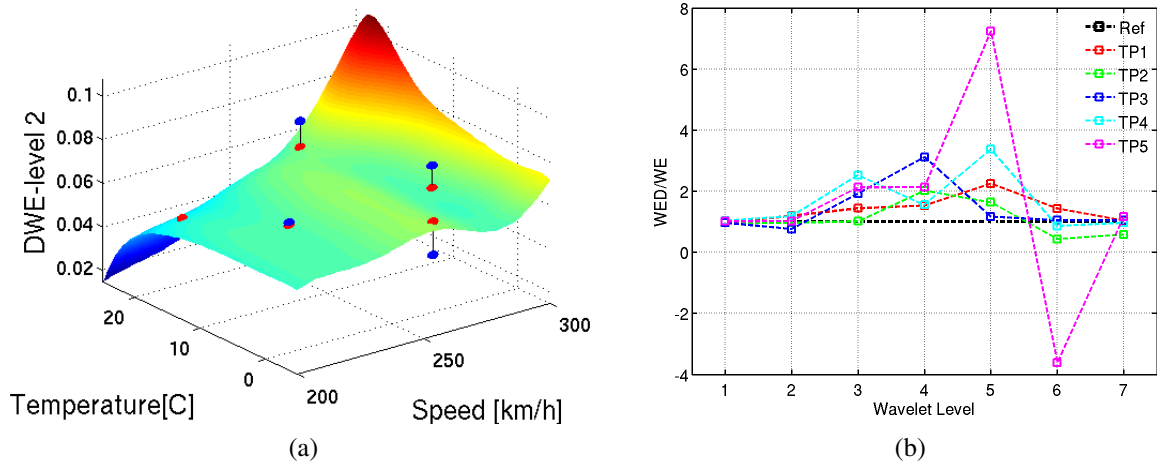 DWE-level 2
0.1
0.08
0.06
0.04
0.02
20
10
0
200
250
300
Temperature[C]
Speed [km/h]
(a)
WED/WE
8
6
4
2
0
-2
-4
1 2 3 4 5 6 7
Wavelet Level
Ref
TP1
TP2
TP3
TP4
TP5
(b)